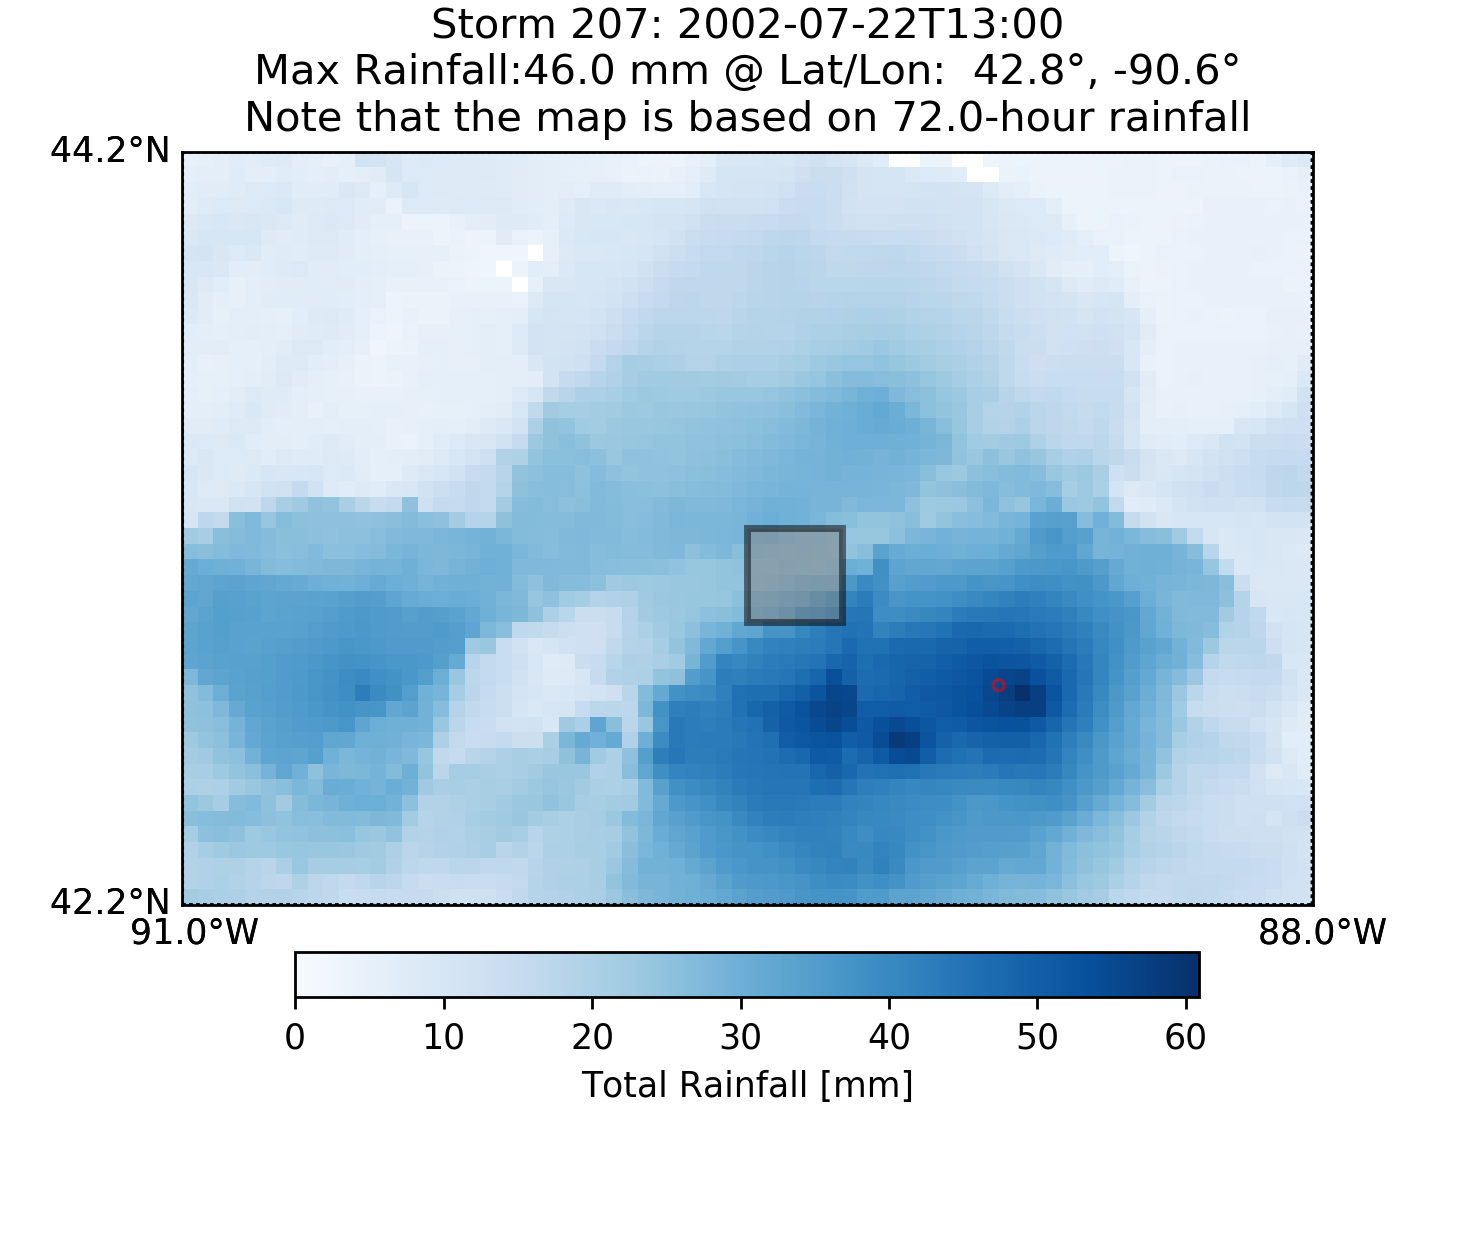 Storm 207: 2002-07-22T13:00
Max Rainfall:46.0 mm @ Lat/Lon:  42.8°, -90.6°
Note that the map is based on 72.0-hour rainfall
44.2°N
42.2°N
91.0°W 88.0°W
0 10 20 30 40 50 60
Total Rainfall [mm]